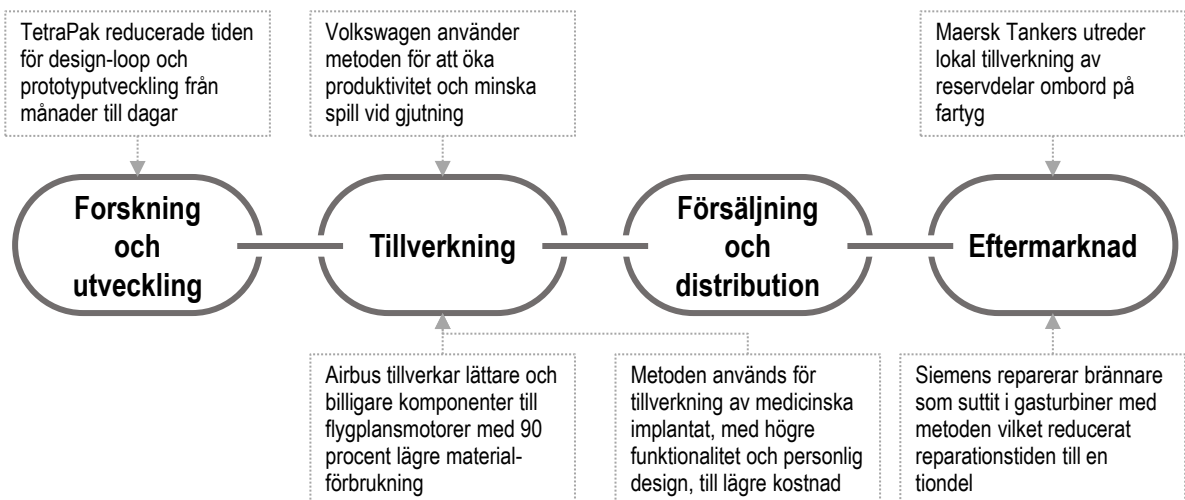 TetraPak reducerade tiden
för design-loop och
prototyputveckling från
månader till dagar
Volkswagen använder
metoden för att öka
produktivitet och minska
spill vid gjutning
Maersk Tankers utreder
lokal tillverkning av
reservdelar ombord på
fartyg
Forskning
och
utveckling
Tillverkning
Försäljning
och
distribution
Eftermarknad
Airbus tillverkar lättare och
billigare komponenter till
flygplansmotorer med 90
procent lägre material-
förbrukning
Metoden används för
tillverkning av medicinska
implantat, med högre
funktionalitet och personlig
design, till lägre kostnad
Siemens reparerar brännare
som suttit i gasturbiner med
metoden vilket reducerat
reparationstiden till en
tiondel